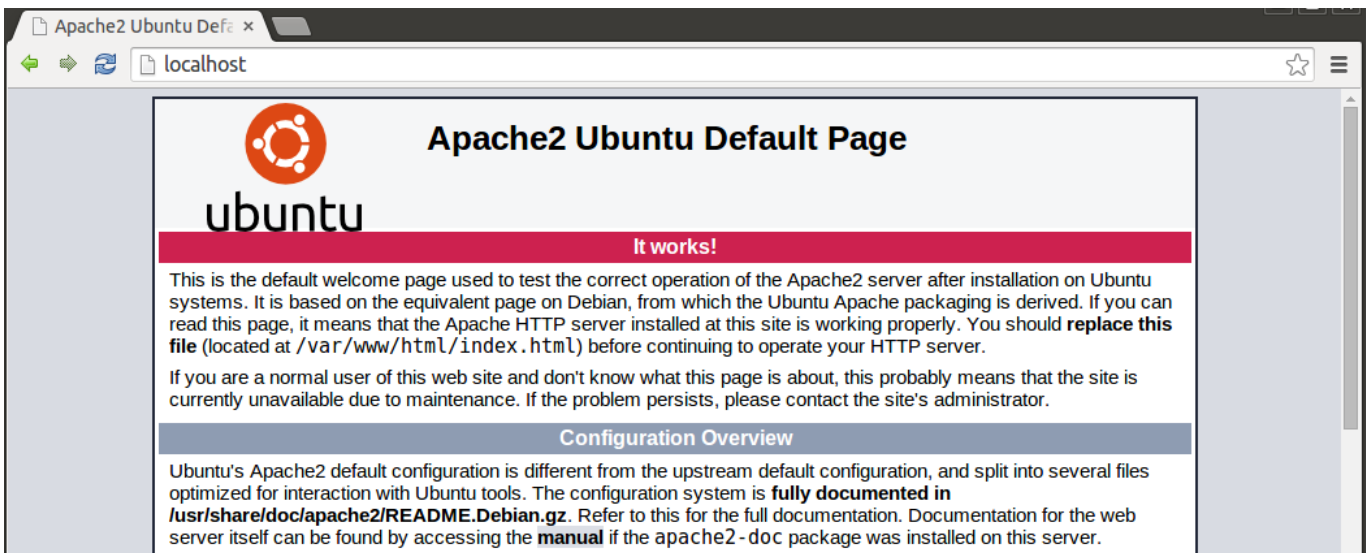 Apache2 Ubuntu Defa
localhost
Apache2 Ubuntu Default Page
ubuntu
It works!
This is the default welcome page used to test the correct operation of the Apache2 server after installation on Ubuntu
systems. It is based on the equivalent page on Debian, from which the Ubuntu Apache packaging is derived. If you can
read this page, it means that the Apache HTTP server installed at this site is working properly. You should replace this
file (located at /var/www/html/index.html) before continuing to operate your HTTP server.
If you are a normal user of this web site and don't know what this page is about, this probably means that the site is
currently unavailable due to maintenance. If the problem persists, please contact the site's administrator.
Configuration Overview
Ubuntu's Apache2 default configuration is different from the upstream default configuration, and split into several files
optimized for interaction with Ubuntu tools. The configuration system is fully documented in
/usr/share/doc/apache2/README.Debian.gz. Refer to this for the full documentation. Documentation for the web
server itself can be found by accessing the manual if the apache2-doc package was installed on this server.